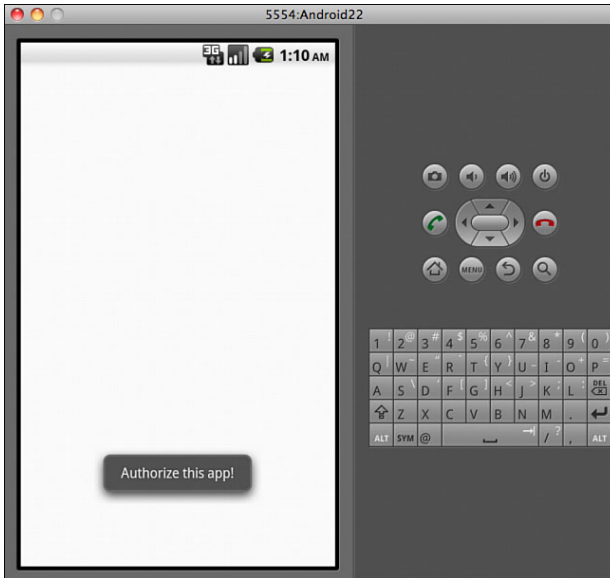 5554:Android22
3G 1:10 AM
MENU
1 ! 2 @ 3 # 4 $ 5 % 6 ^ 7 & 8 * 9 ( 0 )
Q | W ~ E " R ` T { Y } U _ I - O + P =
A S \ D ' F [ G ] H < J > K ; L : DEL
Z X C V B N M .
ALT SYM @ / ? , ALT
Authorize this app!